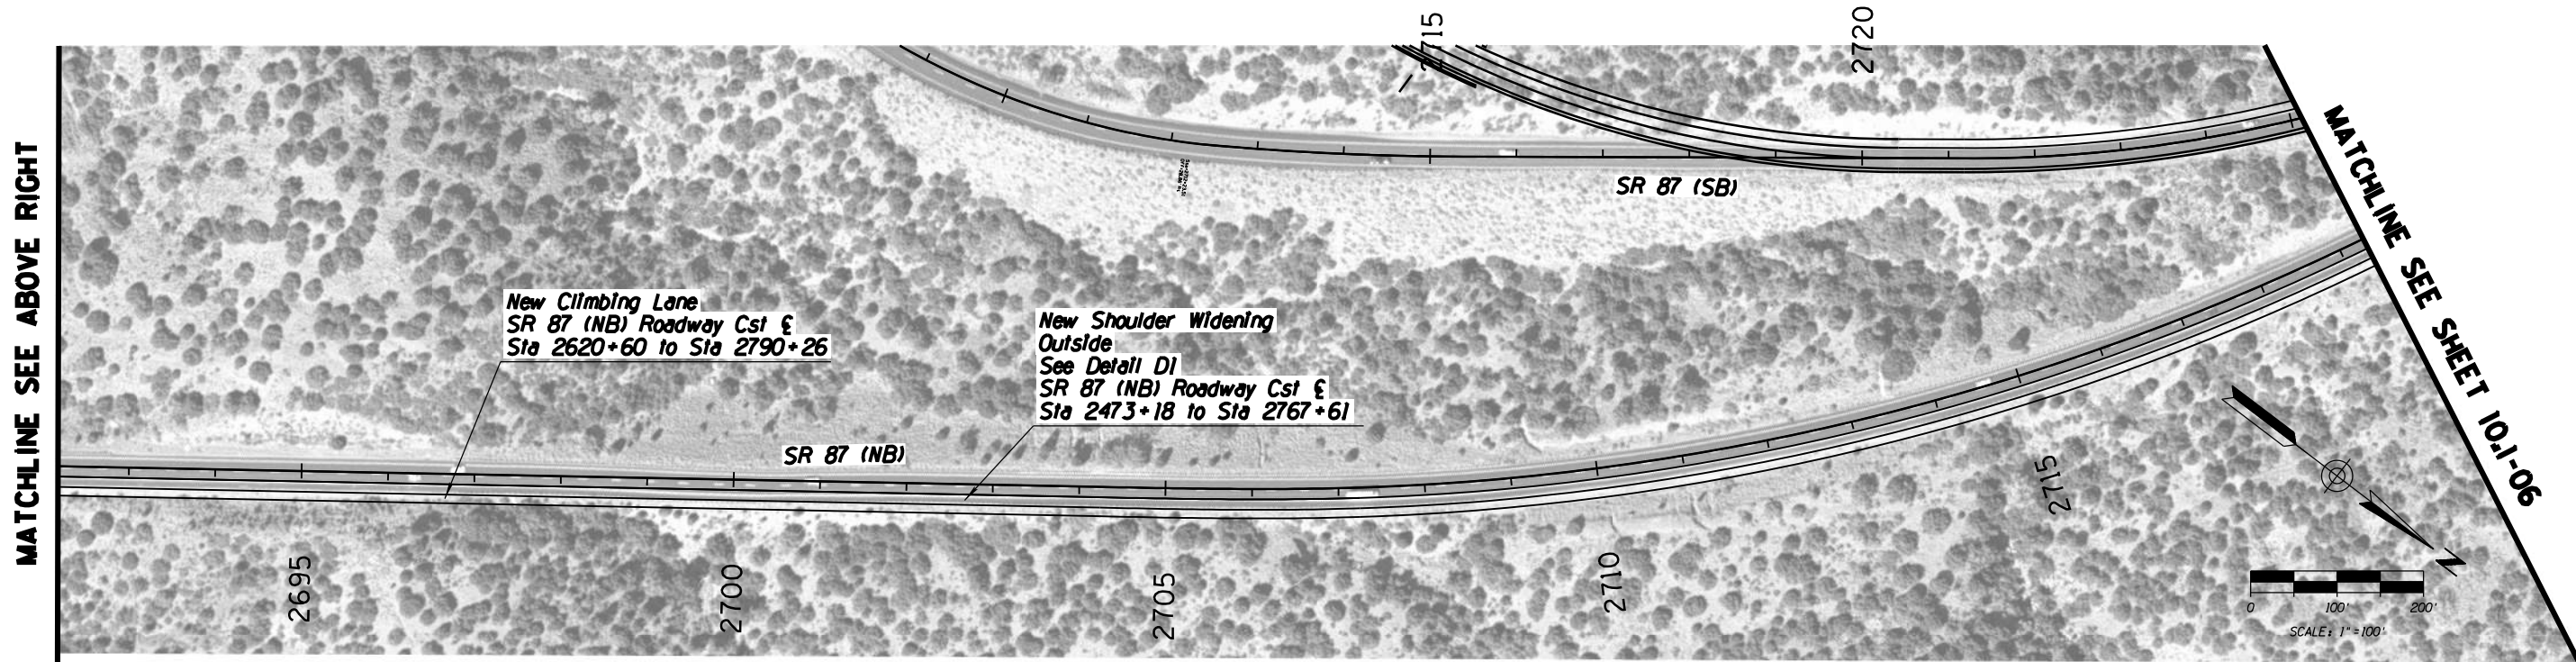 2715
2720
MATCHLINE SEE ABOVE RIGHT
MATCHLINE SEE SHEET 10.1-06
SR 87 (SB)
New Climbing Lane
SR 87 (NB) Roadway Cst ℄
Sta 2620+60 to Sta 2790+26
New Shoulder Widening
Outside
See Detail D1
SR 87 (NB) Roadway Cst ℄
Sta 2473+18 to Sta 2767+61
SR 87 (NB)
2695
2700
2705
2710
2715
N
0 100' 200'
SCALE: 1"=100'